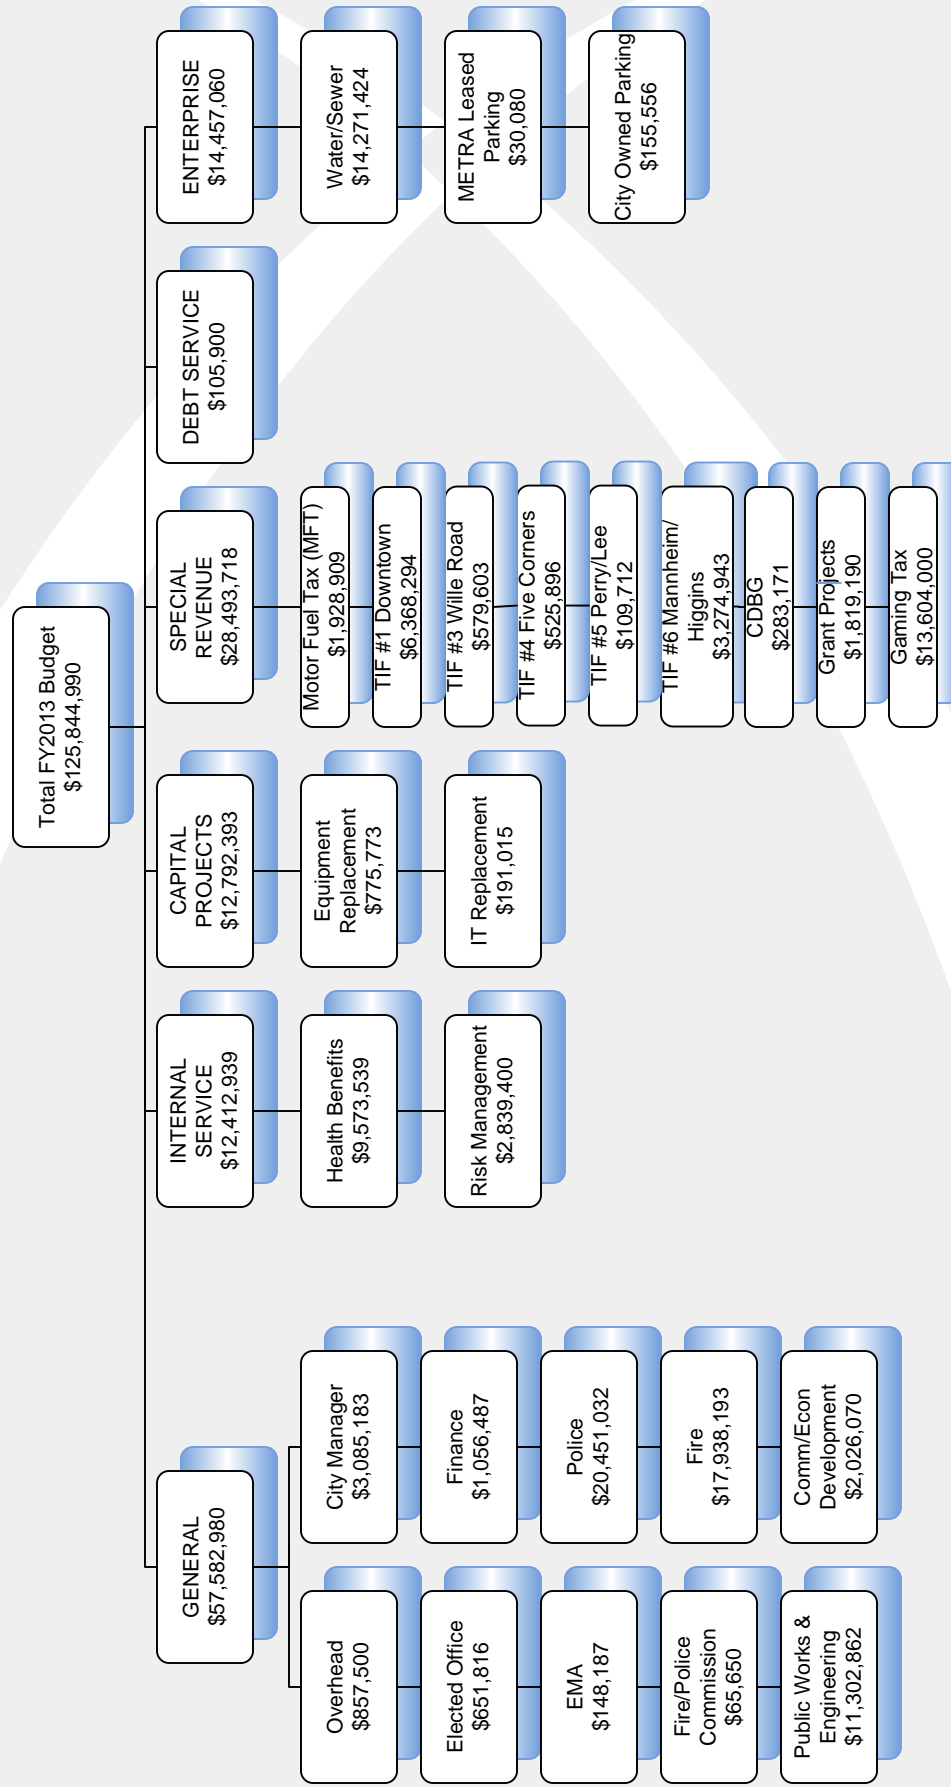 Total FY2013 Budget
$125,844,990
GENERAL
$57,582,980
Overhead
$857,500
Elected Office
$651,816
EMA
$148,187
Fire/Police
Commission
$65,650
Public Works &
Engineering
$11,302,862
City Manager
$3,085,183
Finance
$1,056,487
Police
$20,451,032
Fire
$17,938,193
Comm/Econ
Development
$2,026,070
INTERNAL
SERVICE
$12,412,939
Health Benefits
$9,573,539
Risk Management
$2,839,400
CAPITAL
PROJECTS
$12,792,393
Equipment
Replacement
$775,773
IT Replacement
$191,015
SPECIAL
REVENUE
$28,493,718
Motor Fuel Tax (MFT)
$1,928,909
TIF #1 Downtown
$6,368,294
TIF #3 Wille Road
$579,603
TIF #4 Five Corners
$525,896
TIF #5 Perry/Lee
$109,712
TIF #6 Mannheim/
Higgins
$3,274,943
CDBG
$283,171
Grant Projects
$1,819,190
Gaming Tax
$13,604,000
DEBT SERVICE
$105,900
ENTERPRISE
$14,457,060
Water/Sewer
$14,271,424
METRA Leased
Parking
$30,080
City Owned Parking
$155,556